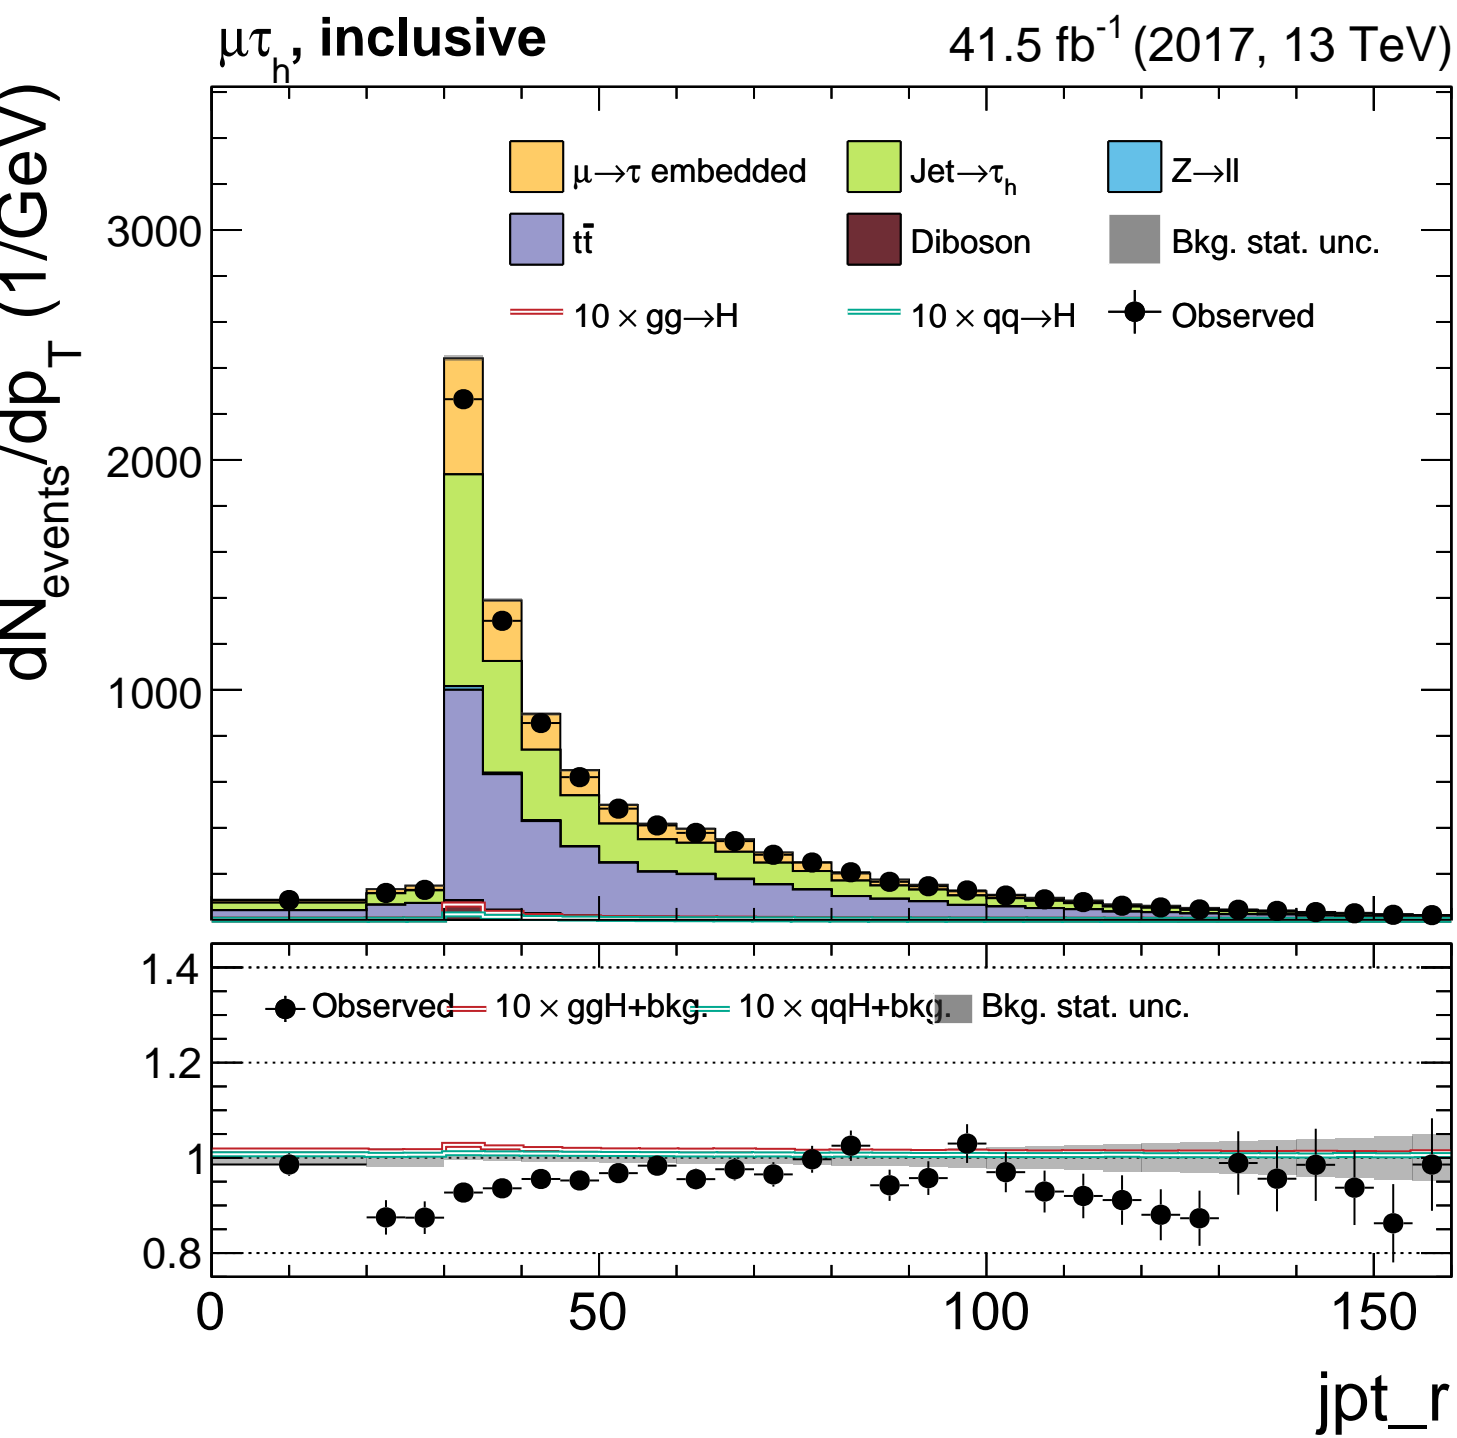 μτh, inclusive
41.5 fb-1 (2017, 13 TeV)
dNevents/dpT (1/GeV)
μ→τ embedded
Jet→τh
Z→ll
tt̄
Diboson
Bkg. stat. unc.
10 × gg→H
10 × qq→H
Observed
3000
2000
1000
1.4
Observed
10 × ggH+bkg.
10 × qqH+bkg.
Bkg. stat. unc.
1.2
1
0.8
0
50
100
150
jpt_r